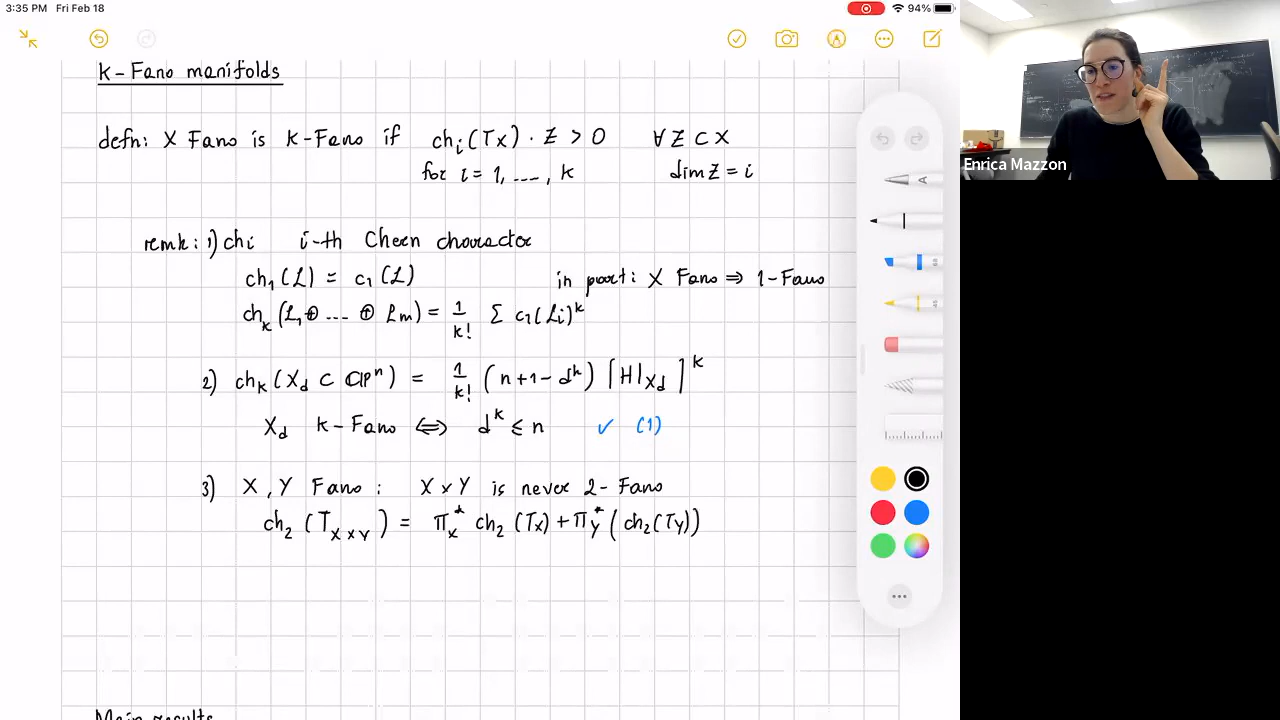 3:35 PM Fri Feb 18
94%
k-Fano manifolds
defn: X Fano is k-Fano if ch_i(T_X) · Z > 0 ∀ Z ⊂ X
for i = 1, ..., k dim Z = i
remk: 1) ch_i i-th Chern character
ch_1(L) = c_1(L) in part: X Fano ⇒ 1-Fano
ch_k(L_1 ⊕ ... ⊕ L_m) = 1/k! Σ c_1(L_i)^k
2) ch_k(X_d ⊂ CP^n) = 1/k! (n+1-d^k) [H|_{X_d}]^k
X_d k-Fano ⟺ d^k ≤ n ✓ (1)
3) X, Y Fano: X×Y is never 2-Fano
ch_2(T_{X×Y}) = π_X^* ch_2(T_X) + π_Y^*(ch_2(T_Y))
Main results
Enrica Mazzon